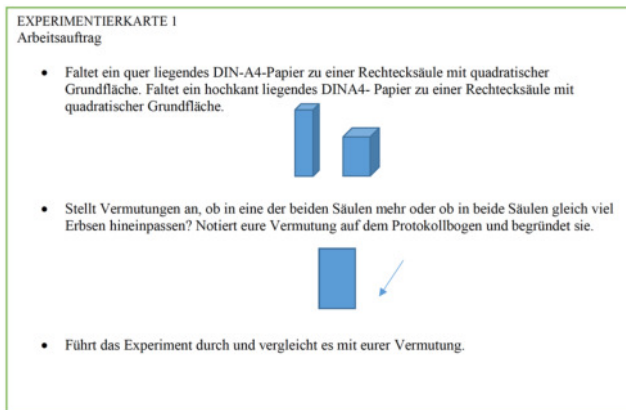 EXPERIMENTIERKARTE 1
Arbeitsauftrag
• Faltet ein quer liegendes DIN-A4-Papier zu einer Rechtecksäule mit quadratischer
Grundfläche. Faltet ein hochkant liegendes DINA4- Papier zu einer Rechtecksäule mit
quadratischer Grundfläche.
• Stellt Vermutungen an, ob in eine der beiden Säulen mehr oder ob in beide Säulen gleich viel
Erbsen hineinpassen? Notiert eure Vermutung auf dem Protokollbogen und begründet sie.
• Führt das Experiment durch und vergleicht es mit eurer Vermutung.